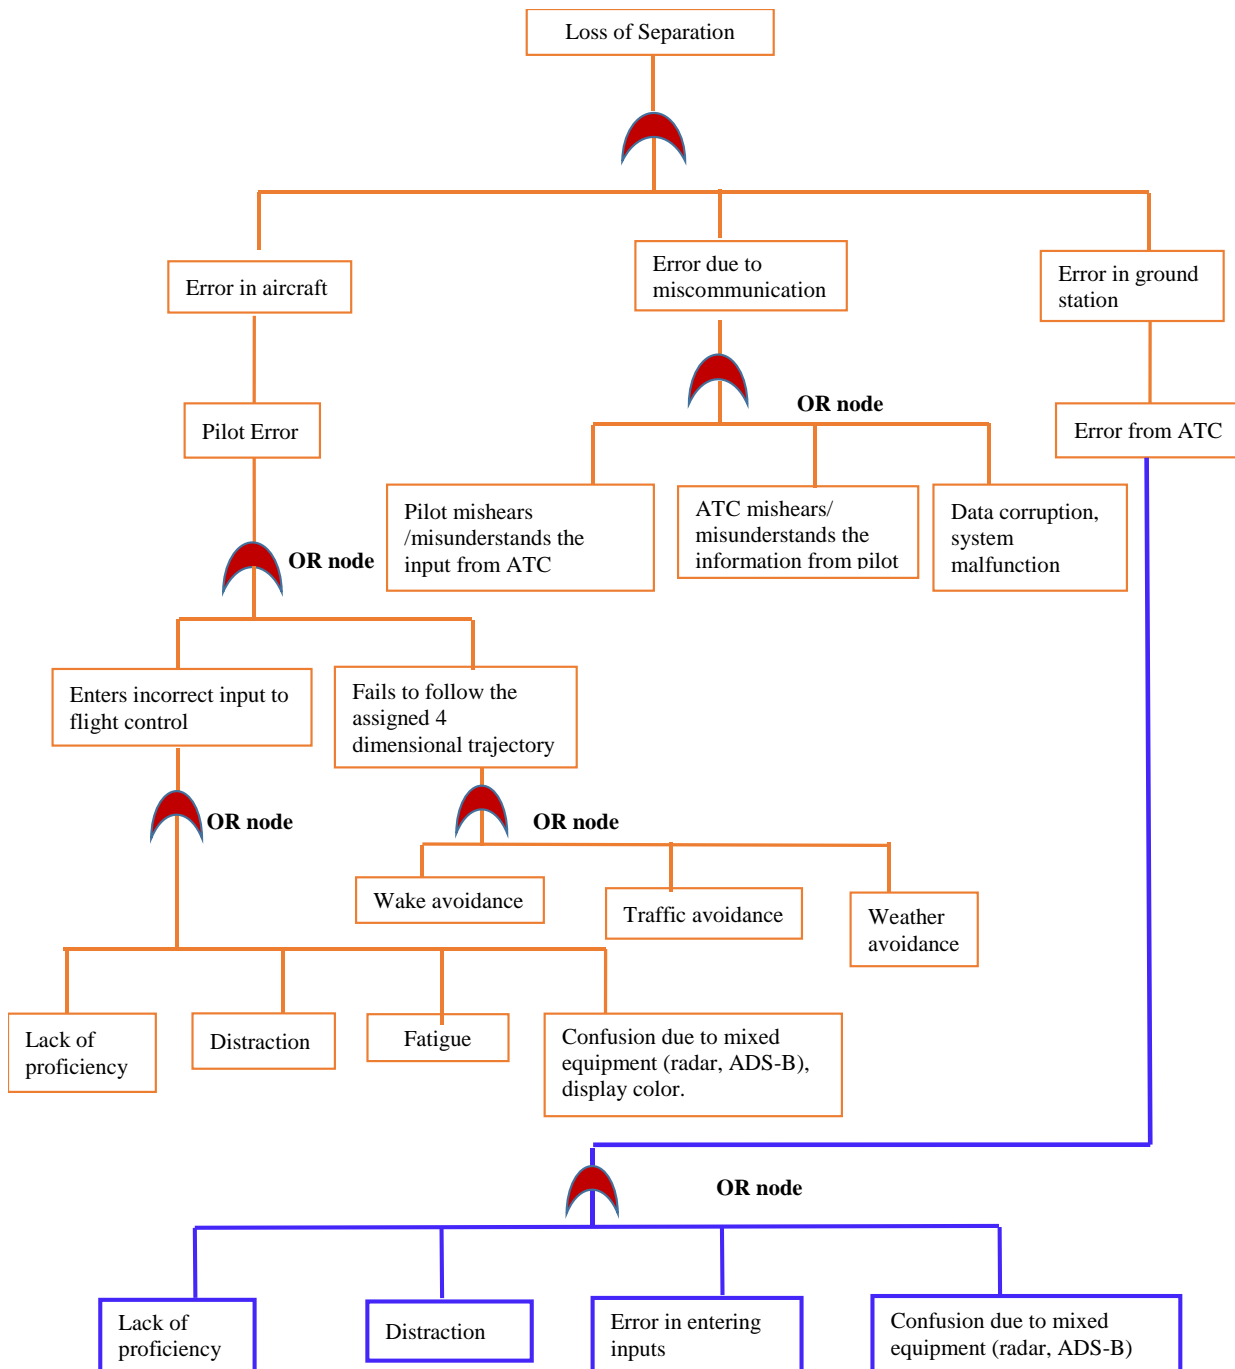 Loss of Separation
Error in aircraft
Error due to
miscommunication
Error in ground
station
Pilot Error
OR node
Error from ATC
Pilot mishears
/misunderstands the
input from ATC
ATC mishears/
misunderstands the
information from pilot
Data corruption,
system
malfunction
OR node
Enters incorrect input to
flight control
Fails to follow the
assigned 4
dimensional trajectory
OR node
OR node
Wake avoidance
Traffic avoidance
Weather
avoidance
Lack of
proficiency
Distraction
Fatigue
Confusion due to mixed
equipment (radar, ADS-B),
display color.
OR node
Lack of
proficiency
Distraction
Error in entering
inputs
Confusion due to mixed
equipment (radar, ADS-B)